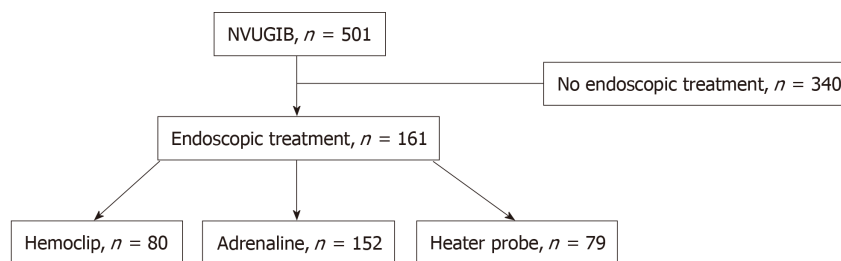 NVUGIB, n = 501
No endoscopic treatment, n = 340
Endoscopic treatment, n = 161
Hemoclip, n = 80
Adrenaline, n = 152
Heater probe, n = 79